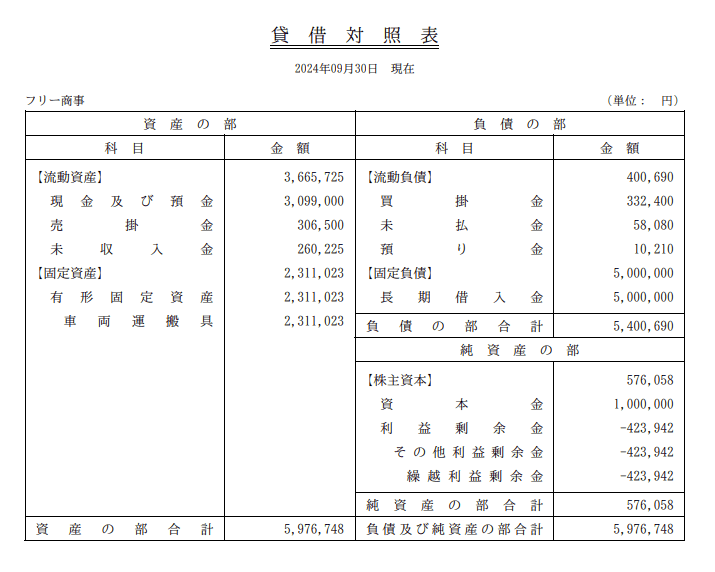 貸借対照表
2024年09月30日 現在
フリー商事 (単位： 円)
資産の部 負債の部
科目 金額 科目 金額
【流動資産】 3,665,725 【流動負債】 400,690
現金及び預金 3,099,000 買掛金 332,400
売掛金 306,500 未払金 58,080
未収入金 260,225 預り金 10,210
【固定資産】 2,311,023 【固定負債】 5,000,000
有形固定資産 2,311,023 長期借入金 5,000,000
車両運搬具 2,311,023 負債の部合計 5,400,690
純資産の部
【株主資本】 576,058
資本金 1,000,000
利益剰余金 -423,942
その他利益剰余金 -423,942
繰越利益剰余金 -423,942
純資産の部合計 576,058
資産の部合計 5,976,748 負債及び純資産の部合計 5,976,748